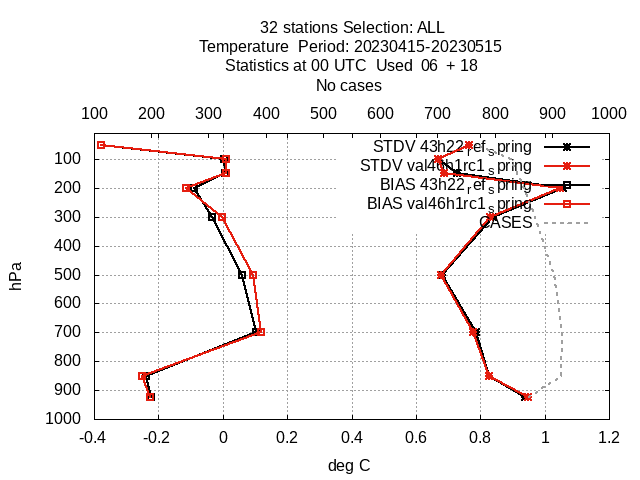 32 stations Selection: ALL
Temperature  Period: 20230415-20230515
Statistics at 00 UTC  Used  06  + 18
No cases
100 200 300 400 500 600 700 800 900 1000
STDV 43h22_ref_spring
STDV val46h1rc1_spring
BIAS 43h22_ref_spring
BIAS val46h1rc1_spring
CASES
100
200
300
400
500
600
700
800
900
1000
hPa
-0.4 -0.2 0 0.2 0.4 0.6 0.8 1 1.2
deg C